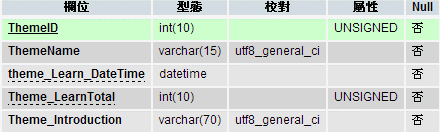 欄位 型態 校對 屬性 Null
ThemeID int(10) UNSIGNED 否
ThemeName varchar(15) utf8_general_ci 否
theme_Learn_DateTime datetime 否
Theme_LearnTotal int(10) UNSIGNED 否
Theme_Introduction varchar(70) utf8_general_ci 否